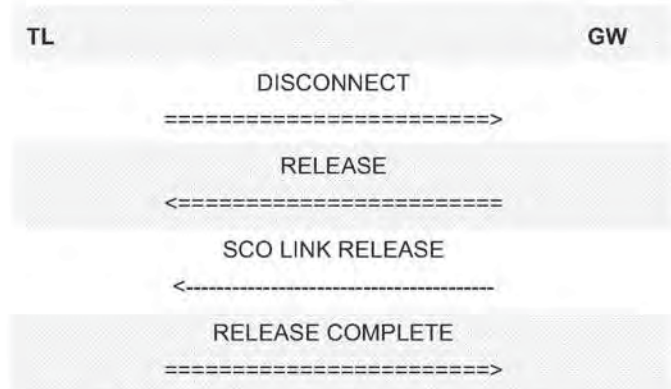 TL GW
DISCONNECT
========================>
RELEASE
<========================
SCO LINK RELEASE
<----------------------------------------
RELEASE COMPLETE
========================>